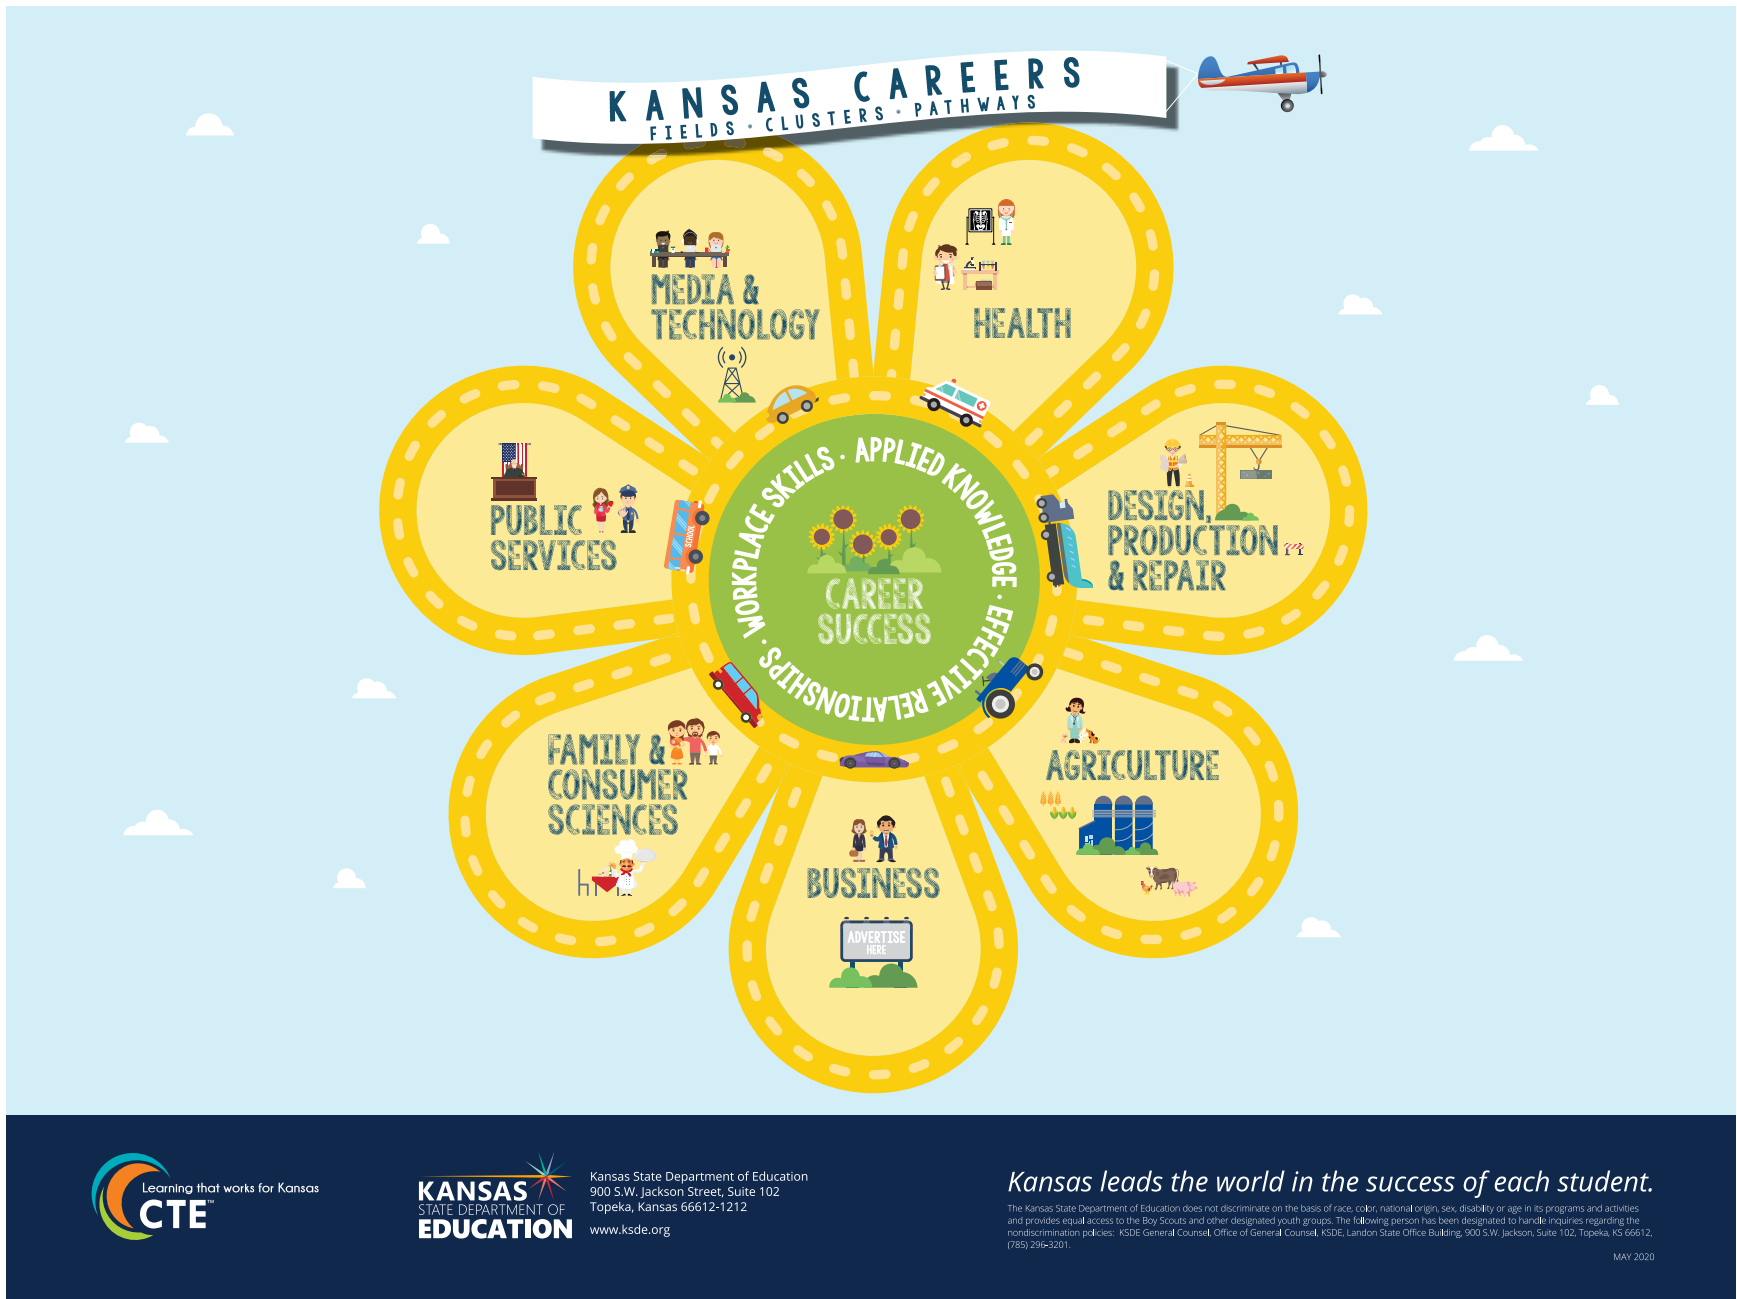 KANSAS CAREERS
FIELDS • CLUSTERS • PATHWAYS
MEDIA &
TECHNOLOGY
HEALTH
PUBLIC
SERVICES
DESIGN,
PRODUCTION
& REPAIR
SCHOOL
WORKPLACE SKILLS • APPLIED KNOWLEDGE • EFFECTIVE RELATIONSHIPS •
CAREER
SUCCESS
FAMILY &
CONSUMER
SCIENCES
AGRICULTURE
BUSINESS
ADVERTISE
HERE
Learning that works for Kansas
CTE™
KANSAS
STATE DEPARTMENT OF
EDUCATION
Kansas State Department of Education
900 S.W. Jackson Street, Suite 102
Topeka, Kansas 66612-1212
www.ksde.org
Kansas leads the world in the success of each student.
The Kansas State Department of Education does not discriminate on the basis of race, color, national origin, sex, disability or age in its programs and activities
and provides equal access to the Boy Scouts and other designated youth groups. The following person has been designated to handle inquiries regarding the
nondiscrimination policies: KSDE General Counsel, Office of General Counsel, KSDE, Landon State Office Building, 900 S.W. Jackson, Suite 102, Topeka, KS 66612,
(785) 296-3201.
MAY 2020